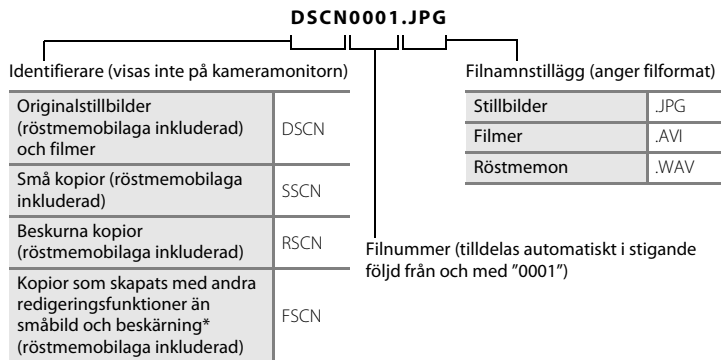 DSCN0001.JPG
Identifierare (visas inte på kameramonitorn)
Originalstillbilder
(röstmemobilaga inkluderad)
och filmer
DSCN
Små kopior (röstmemobilaga
inkluderad)
SSCN
Beskurna kopior
(röstmemobilaga inkluderad)
RSCN
Kopior som skapats med andra
redigeringsfunktioner än
småbild och beskärning*
(röstmemobilaga inkluderad)
FSCN
Filnamnstillägg (anger filformat)
Stillbilder .JPG
Filmer .AVI
Röstmemon .WAV
Filnummer (tilldelas automatiskt i stigande
följd från och med ”0001”)